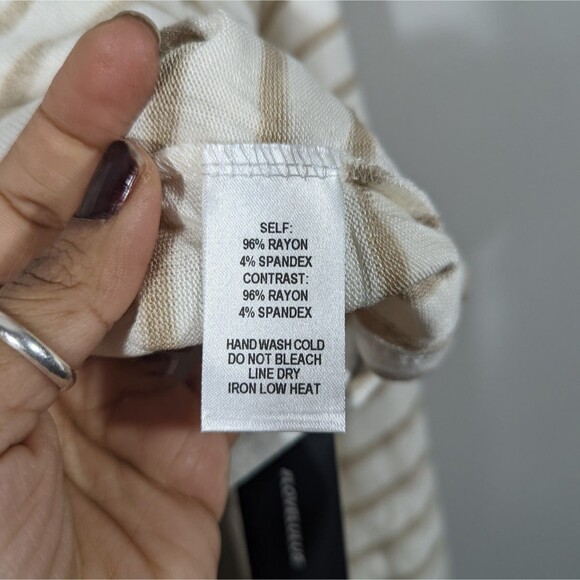 SELF:
96% RAYON
4% SPANDEX
CONTRAST:
96% RAYON
4% SPANDEX
HAND WASH COLD
DO NOT BLEACH
LINE DRY
IRON LOW HEAT